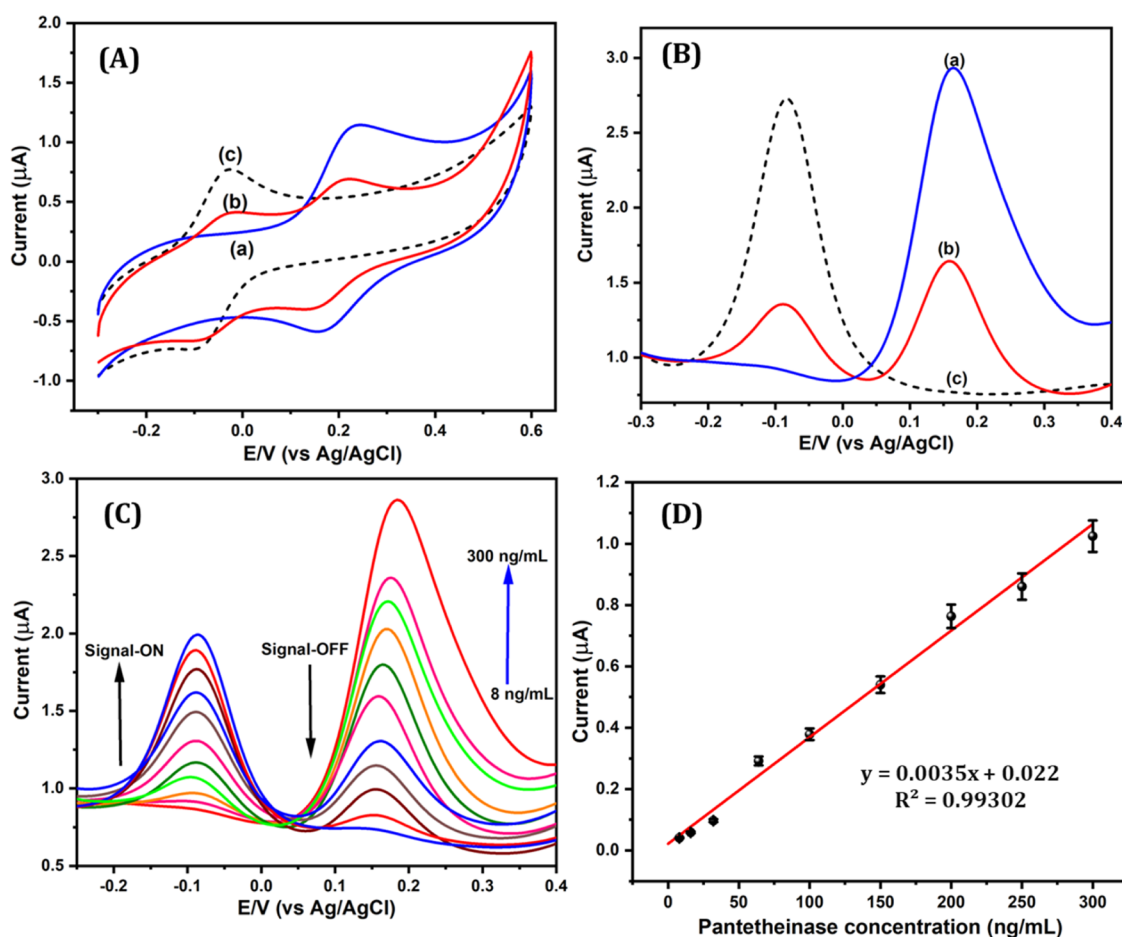 (A)
Current (μA)
2.0
1.5
1.0
0.5
0.0
-0.5
-1.0
(c)
(b)
(a)
-0.2
0.0
0.2
0.4
0.6
E/V (vs Ag/AgCl)
(B)
Current (μA)
3.0
2.5
2.0
1.5
1.0
(a)
(b)
(c)
-0.3
-0.2
-0.1
0.0
0.1
0.2
0.3
0.4
E/V (vs Ag/AgCl)
(C)
Current (μA)
3.0
2.5
2.0
1.5
1.0
0.5
Signal-ON
Signal-OFF
300 ng/mL
8 ng/mL
-0.2
-0.1
0.0
0.1
0.2
0.3
0.4
E/V (vs Ag/AgCl)
(D)
Current (μA)
1.2
1.0
0.8
0.6
0.4
0.2
0.0
y = 0.0035x + 0.022
R² = 0.99302
0
50
100
150
200
250
300
Pantetheinase concentration (ng/mL)